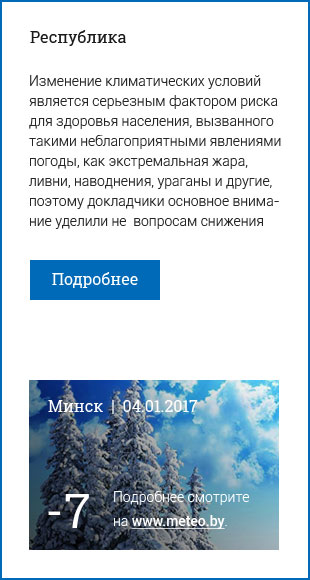 Республика
Изменение климатических условий
является серьезным фактором риска
для здоровья населения, вызванного
такими неблагоприятными явлениями
погоды, как экстремальная жара,
ливни, наводнения, ураганы и другие,
поэтому докладчики основное внима-
ние уделили не  вопросам снижения
Подробнее
Минск | 04.01.2017
-7
Подробнее смотрите
на www.meteo.by.